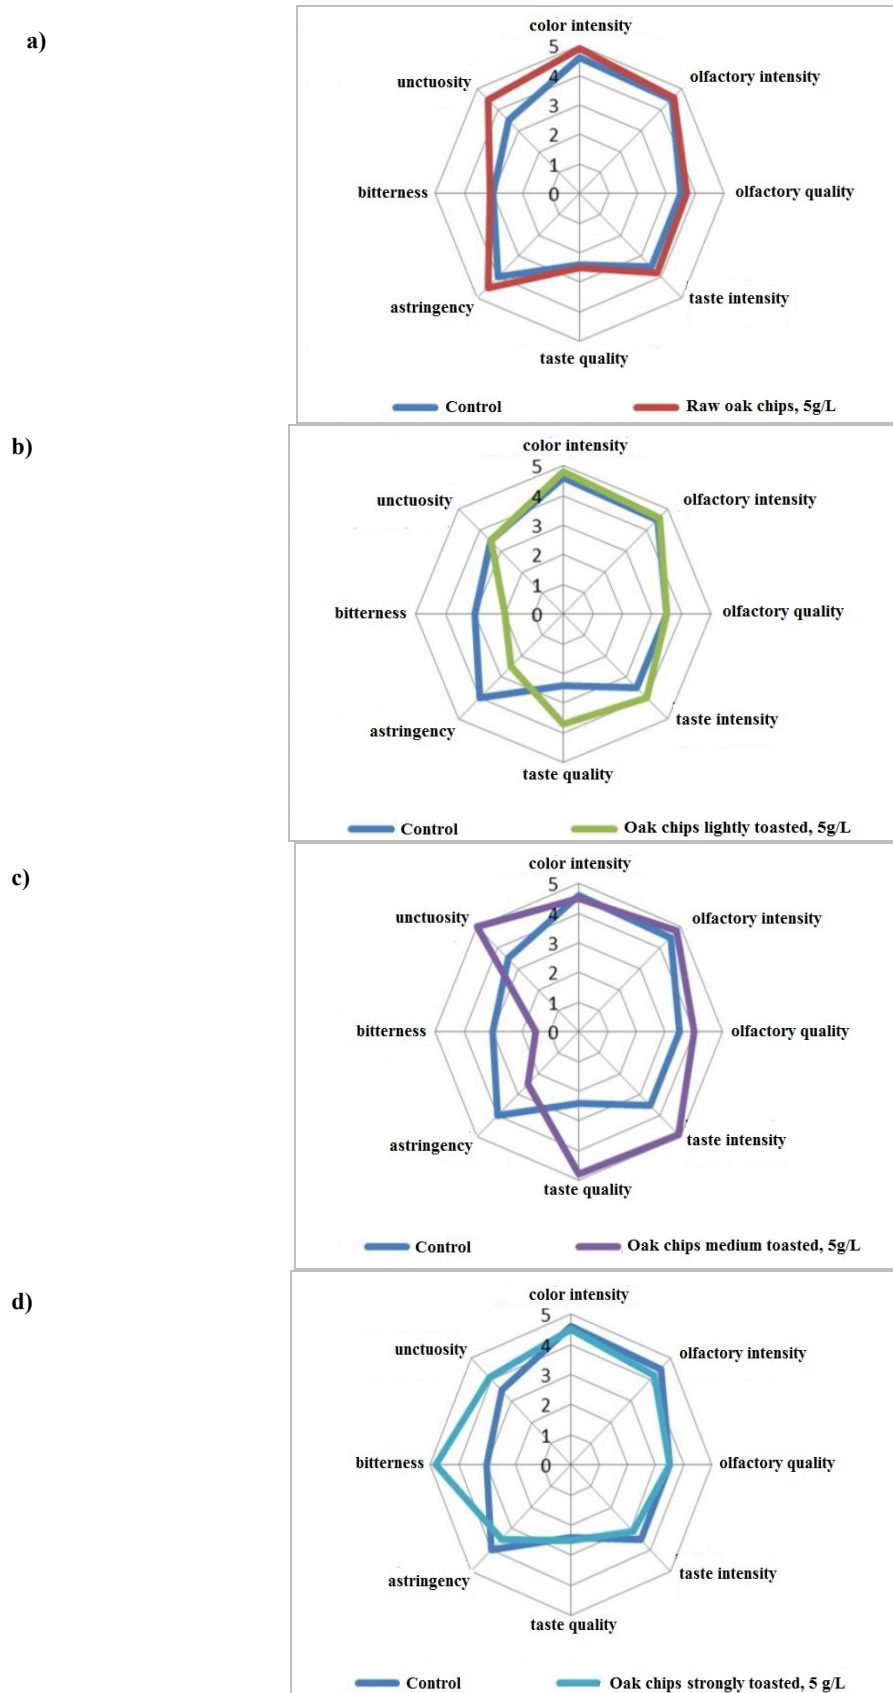 a)
color intensity
5
unctuosity
olfactory intensity
4
3
2
1
bitterness
0
olfactory quality
astringency
taste intensity
taste quality
Control
Raw oak chips, 5g/L
b)
color intensity
5
unctuosity
olfactory intensity
4
3
2
1
bitterness
0
olfactory quality
astringency
taste intensity
taste quality
Control
Oak chips lightly toasted, 5g/L
c)
color intensity
5
unctuosity
olfactory intensity
4
3
2
1
bitterness
0
olfactory quality
astringency
taste intensity
taste quality
Control
Oak chips medium toasted, 5g/L
d)
color intensity
5
unctuosity
olfactory intensity
4
3
2
1
bitterness
0
olfactory quality
astringency
taste intensity
taste quality
Control
Oak chips strongly toasted, 5 g/L